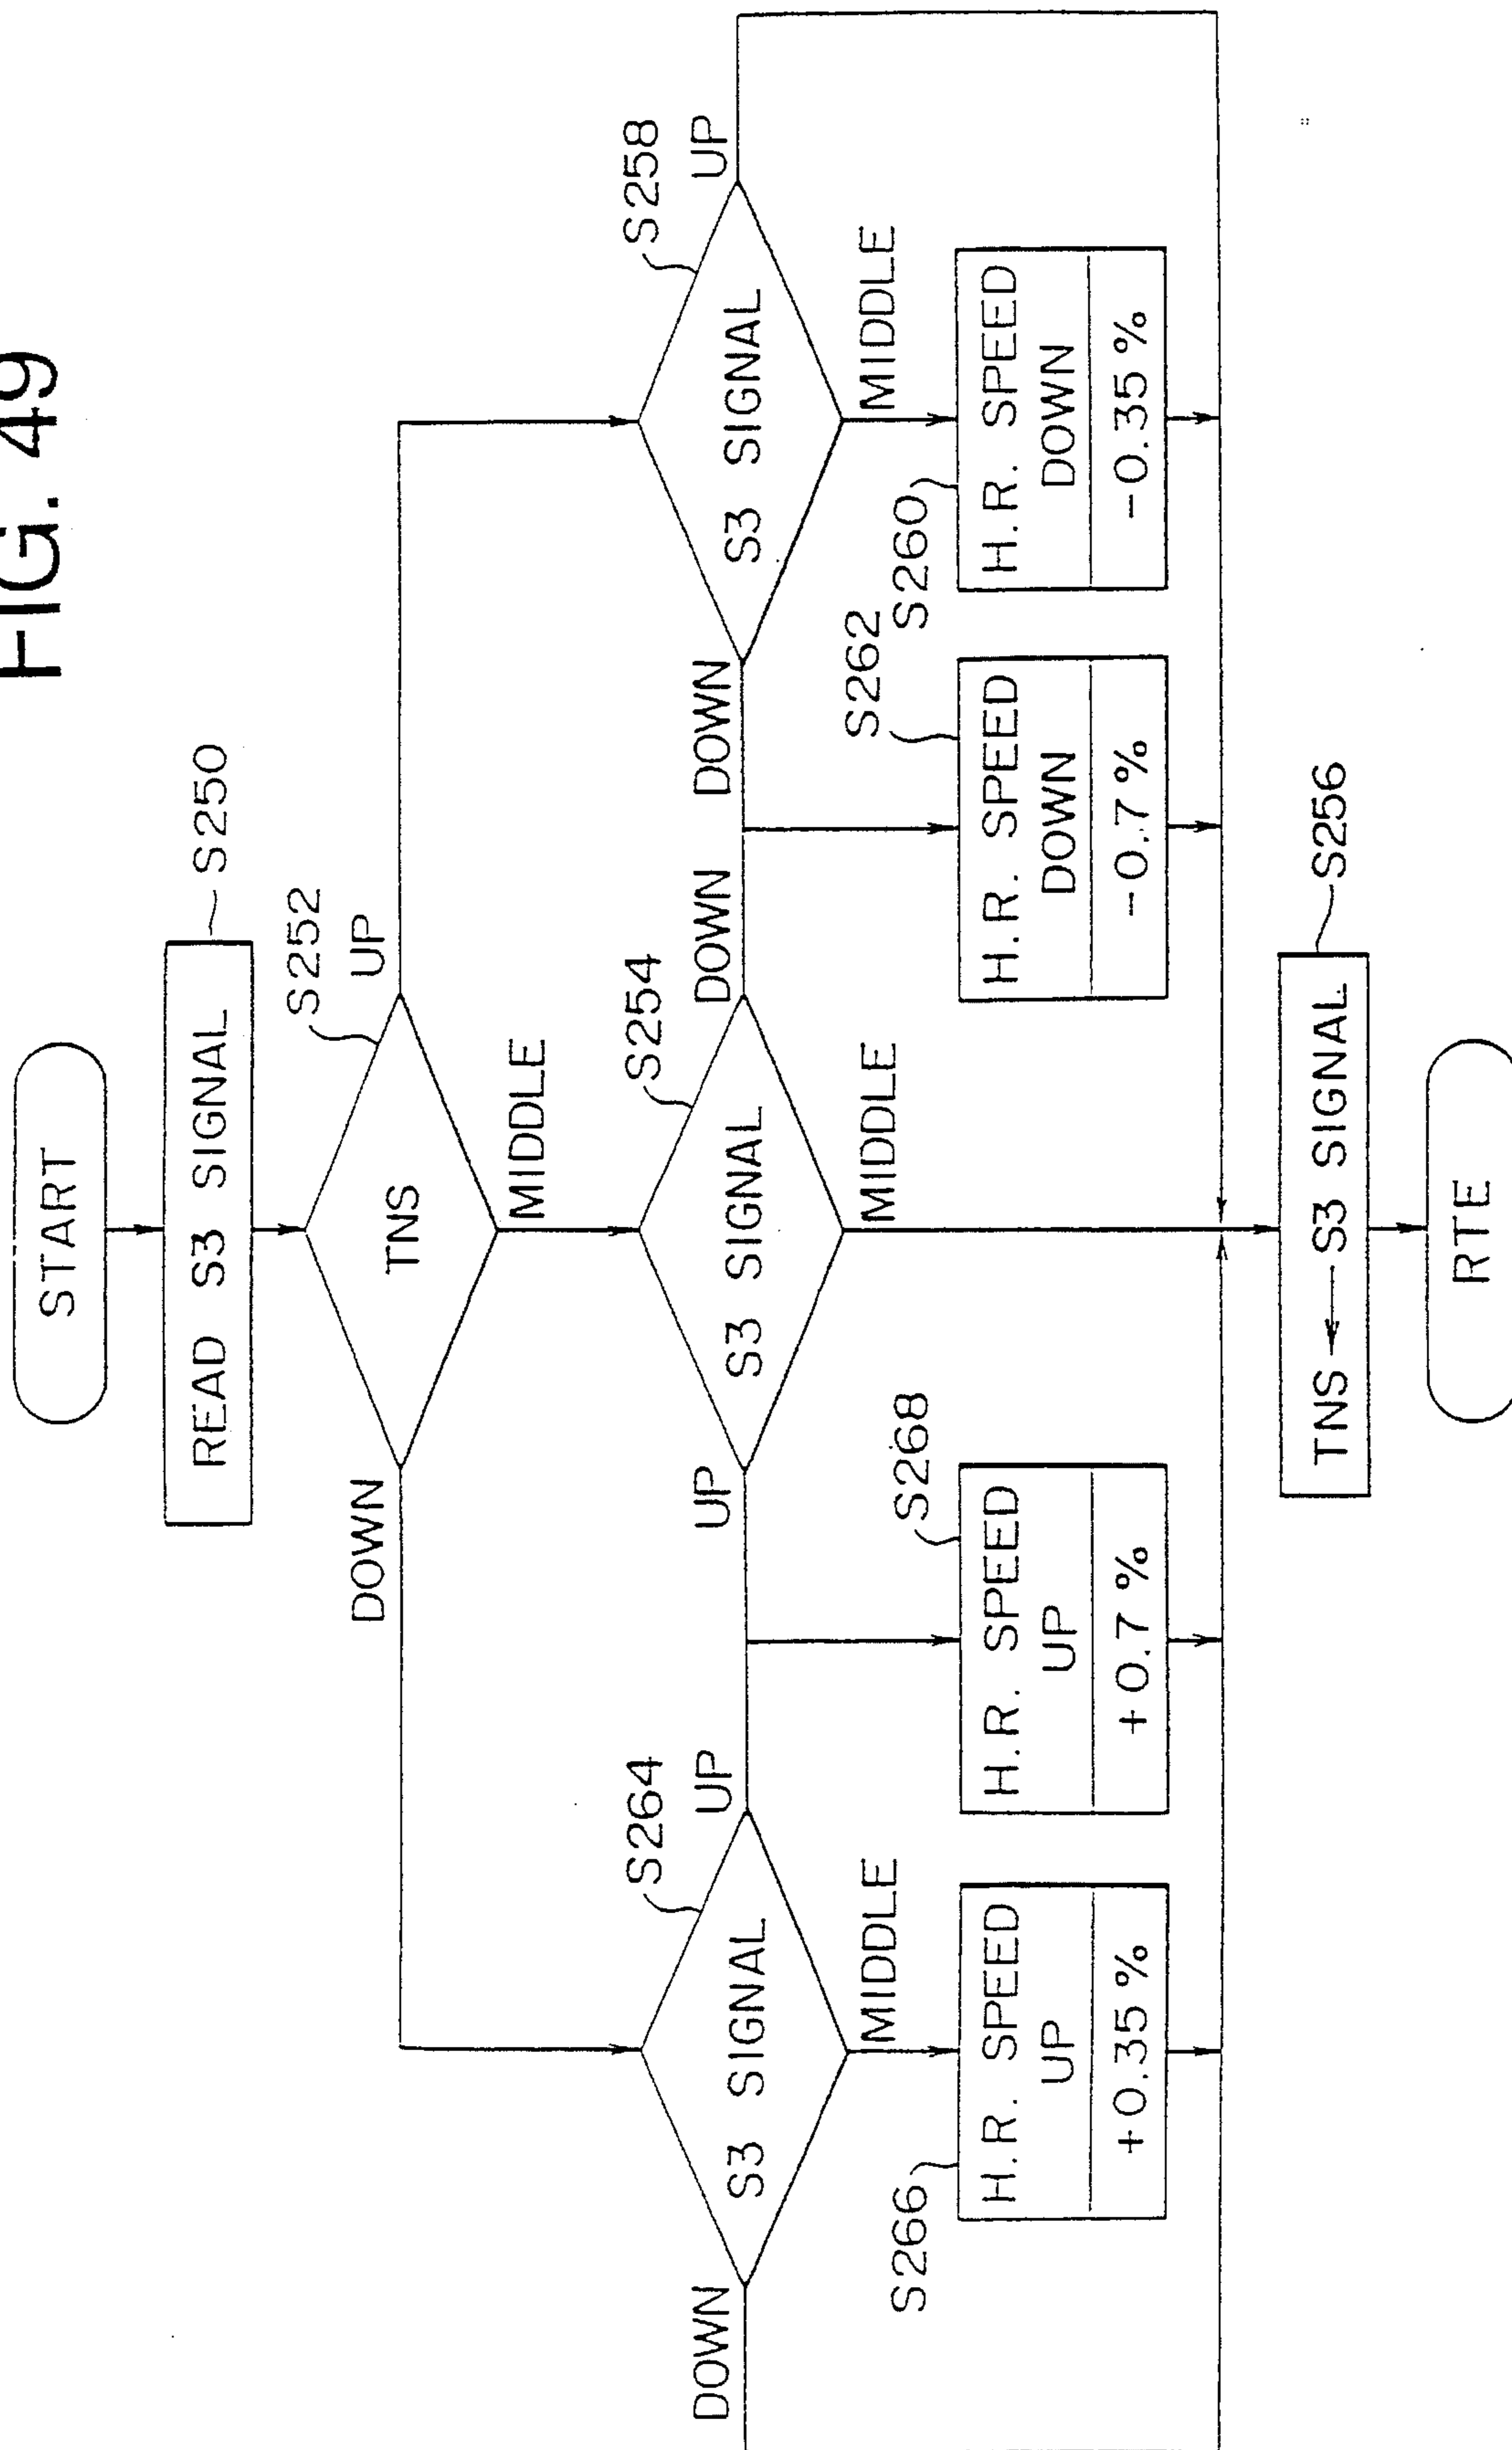 FIG. 49
START
READ S3 SIGNAL
S250
S252
DOWN
TNS
UP
MIDDLE
S264
S254
S258
DOWN
S3 SIGNAL
UP
UP
S3 SIGNAL
DOWN
DOWN
S3 SIGNAL
UP
MIDDLE
MIDDLE
MIDDLE
S266
H.R. SPEED
UP
+0.35 %
S268
H.R. SPEED
UP
+0.7 %
S262
H.R. SPEED
DOWN
-0.7 %
S260
H.R. SPEED
DOWN
-0.35 %
TNS ← S3 SIGNAL
S256
RTE